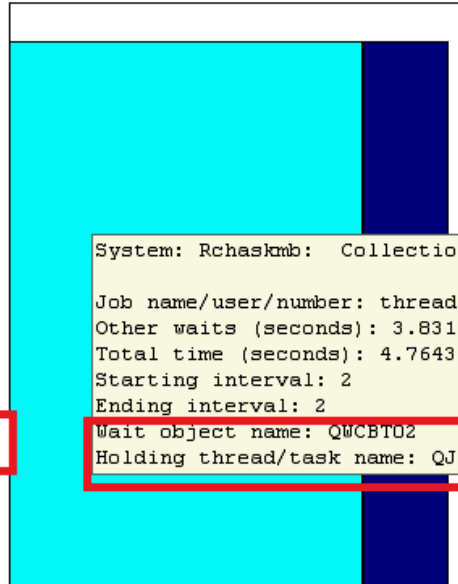 System: Rchaskmb: Collectio
Job name/user/number: thread
Other waits (seconds): 3.831
Total time (seconds): 4.7643
Starting interval: 2
Ending interval: 2
Wait object name: QWCBT02
Holding thread/task name: QJ